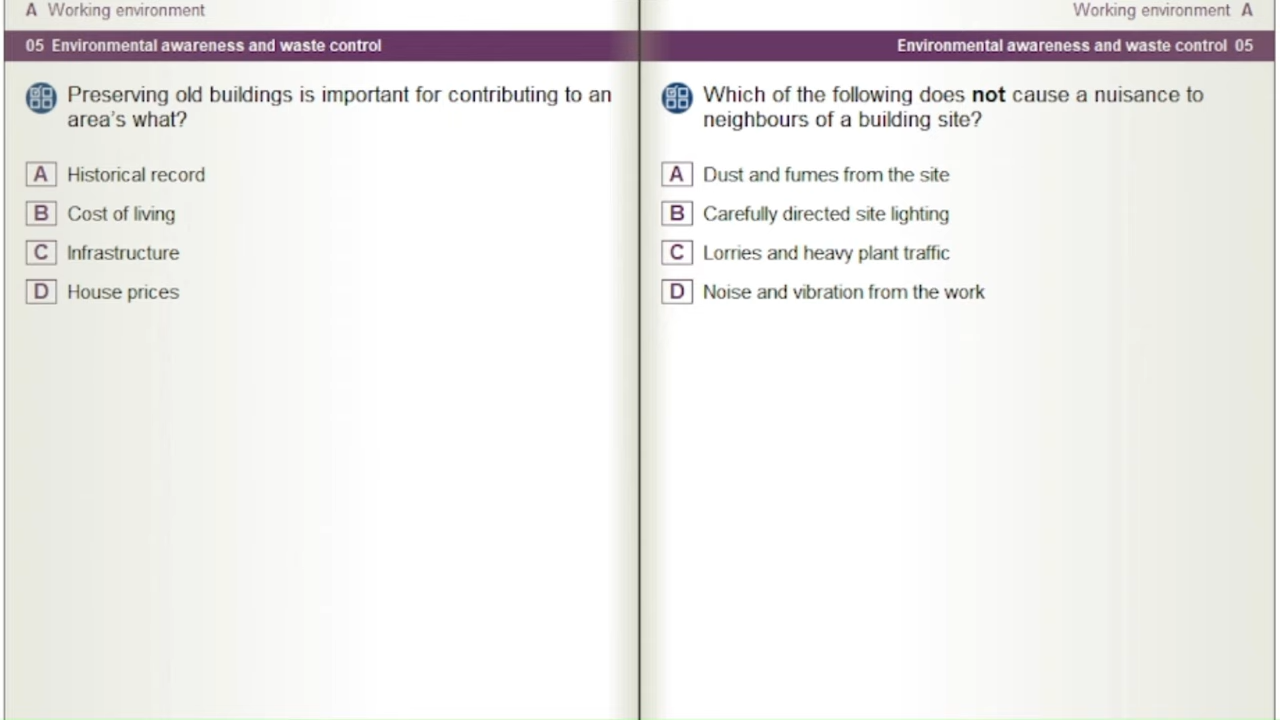 A Working environment
05 Environmental awareness and waste control
Preserving old buildings is important for contributing to an
area's what?
A Historical record
B Cost of living
C Infrastructure
D House prices
Working environment A
Environmental awareness and waste control 05
Which of the following does not cause a nuisance to
neighbours of a building site?
A Dust and fumes from the site
B Carefully directed site lighting
C Lorries and heavy plant traffic
D Noise and vibration from the work